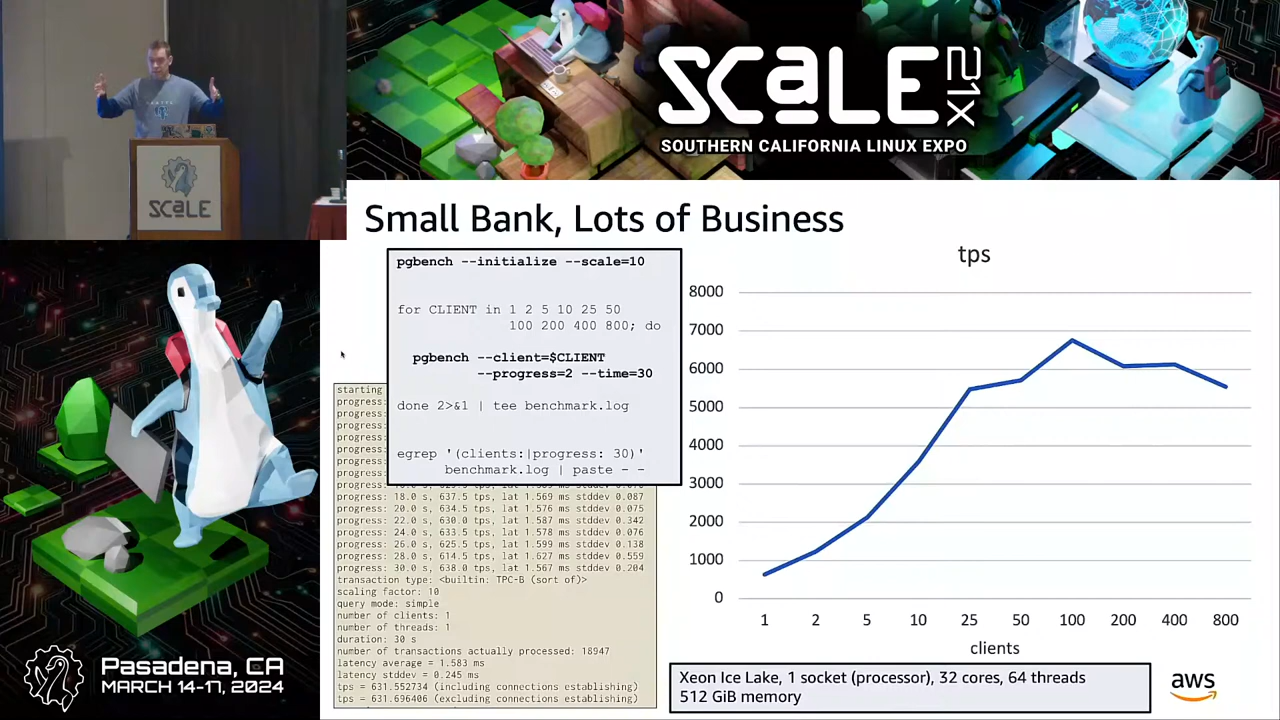 SCaLE 21X
SOUTHERN CALIFORNIA LINUX EXPO
SCaLE
Small Bank, Lots of Business
pgbench --initialize --scale=10
for CLIENT in 1 2 5 10 25 50
100 200 400 800; do
pgbench --client=$CLIENT
--progress=2 --time=30
done 2>&1 | tee benchmark.log
egrep '(clients:|progress: 30)'
benchmark.log | paste - -
starting
progress:
progress:
progress:
progress:
progress:
progress:
progress:
progress: 18.0 s, 637.5 tps, lat 1.569 ms stddev 0.087
progress: 20.0 s, 634.5 tps, lat 1.576 ms stddev 0.075
progress: 22.0 s, 630.0 tps, lat 1.587 ms stddev 0.342
progress: 24.0 s, 633.5 tps, lat 1.578 ms stddev 0.076
progress: 26.0 s, 625.5 tps, lat 1.599 ms stddev 0.138
progress: 28.0 s, 614.5 tps, lat 1.627 ms stddev 0.559
progress: 30.0 s, 638.0 tps, lat 1.567 ms stddev 0.204
transaction type: <builtin: TPC-B (sort of)>
scaling factor: 10
query mode: simple
number of clients: 1
number of threads: 1
duration: 30 s
number of transactions actually processed: 18947
latency average = 1.583 ms
latency stddev = 0.245 ms
tps = 631.552734 (including connections establishing)
tps = 631.696406 (excluding connections establishing)
tps
8000
7000
6000
5000
4000
3000
2000
1000
0
1 2 5 10 25 50 100 200 400 800
clients
Xeon Ice Lake, 1 socket (processor), 32 cores, 64 threads
512 GiB memory
aws
Pasadena, CA
MARCH 14-17, 2024